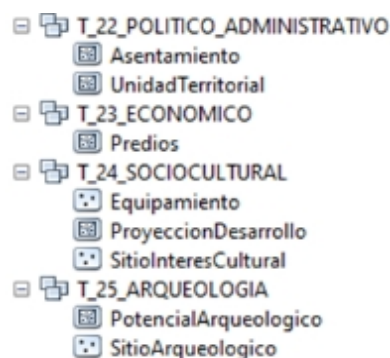 T_22_POLITICO_ADMINISTRATIVO
Asentamiento
UnidadTerritorial
T_23_ECONOMICO
Predios
T_24_SOCIOCULTURAL
Equipamiento
ProyeccionDesarrollo
SitioInteresCultural
T_25_ARQUEOLOGIA
PotencialArqueologico
SitioArqueologico